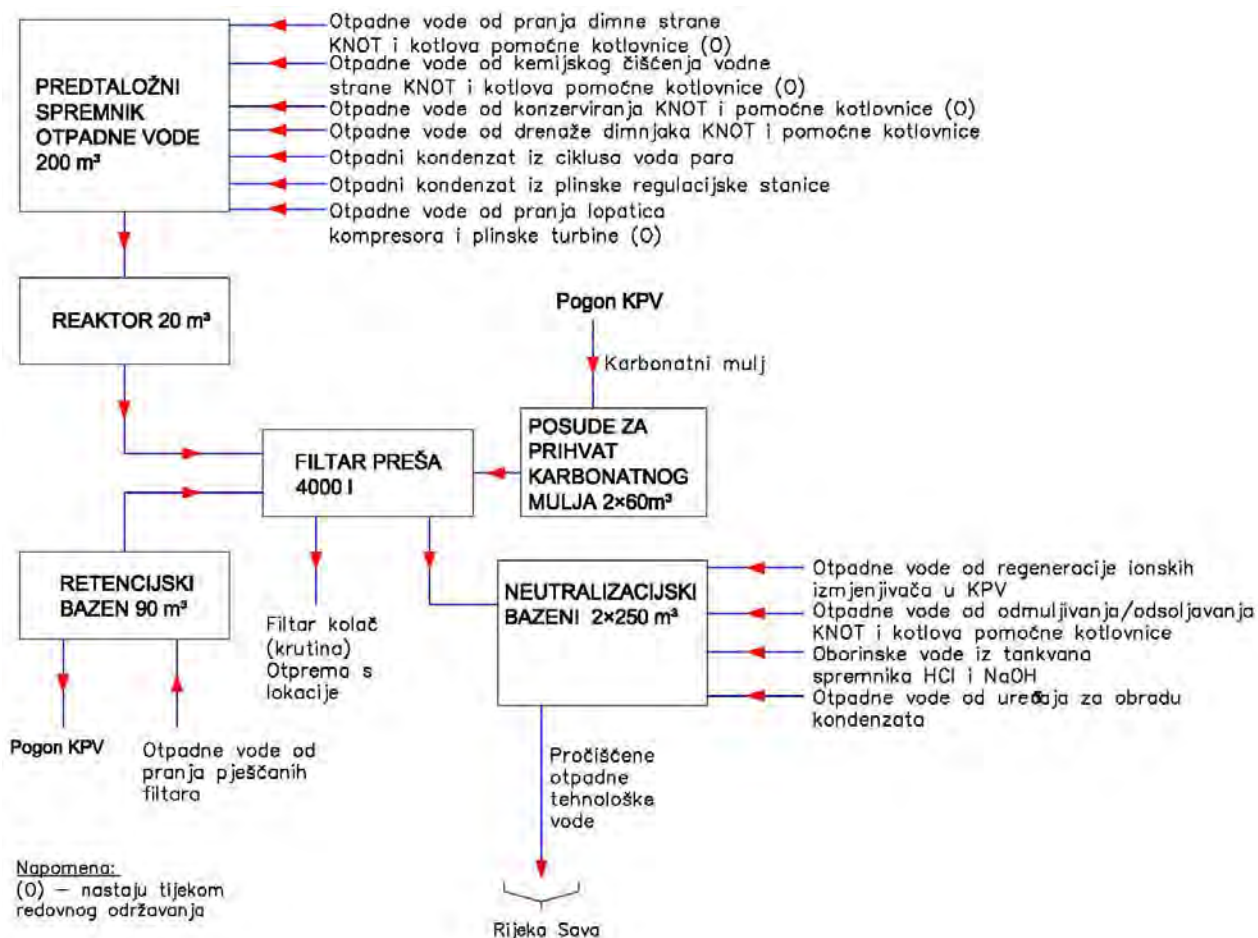 Otpadne vode od pranja dimne strane
KNOT i kotlova pomoćne kotlovnice (O)
Otpadne vode od kemijskog čišćenja vodne
strane KNOT i kotlova pomoćne kotlovnice (O)
Otpadne vode od konzerviranja KNOT i pomoćne kotlovnice (O)
Otpadne vode od drenaže dimnjaka KNOT i pomoćne kotlovnice
Otpadni kondenzat iz ciklusa voda para
Otpadni kondenzat iz plinske regulacijske stanice
Otpadne vode od pranja lopatica
kompresora i plinske turbine (O)
PREDTALOŽNI
SPREMNIK
OTPADNE VODE
200 m³
REAKTOR 20 m³
Pogon KPV
Karbonatni mulj
POSUDE ZA
PRIHVAT
KARBONATNOG
MULJA 2×60m³
FILTAR PREŠA
4000 l
RETENCIJSKI
BAZEN 90 m³
NEUTRALIZACIJSKI
BAZENI 2×250 m³
Otpadne vode od regeneracije ionskih
izmjenjivača u KPV
Otpadne vode od odmuljivanja/odsoljavanja
KNOT i kotlova pomoćne kotlovnice
Oborinske vode iz tankvana
spremnika HCl i NaOH
Otpadne vode od uređaja za obradu
kondenzata
Filtar kolač
(krutina)
Otprema s
lokacije
Pogon KPV
Otpadne vode od
pranja pješčanih
filtara
Pročišćene
otpadne
tehnološke
vode
Napomena:
(O) – nastaju tijekom
redovnog održavanja
Rijeka Sava